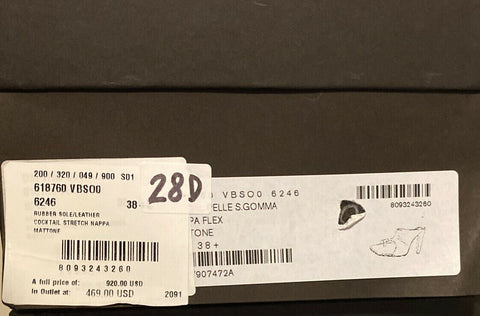 200 / 320 / 049 / 900 S01
618760 VBSO0
6246 38+
RUBBER SOLE/LEATHER
COCKTAIL STRETCH NAPPA
MATTONE
8093243260
A full price of: 920.00 USD
In Outlet at: 469.00 USD 2091
28D
VBSO0 6246
PELLE S.GOMMA
PA FLEX
TONE
38+
7907472A
8093243260